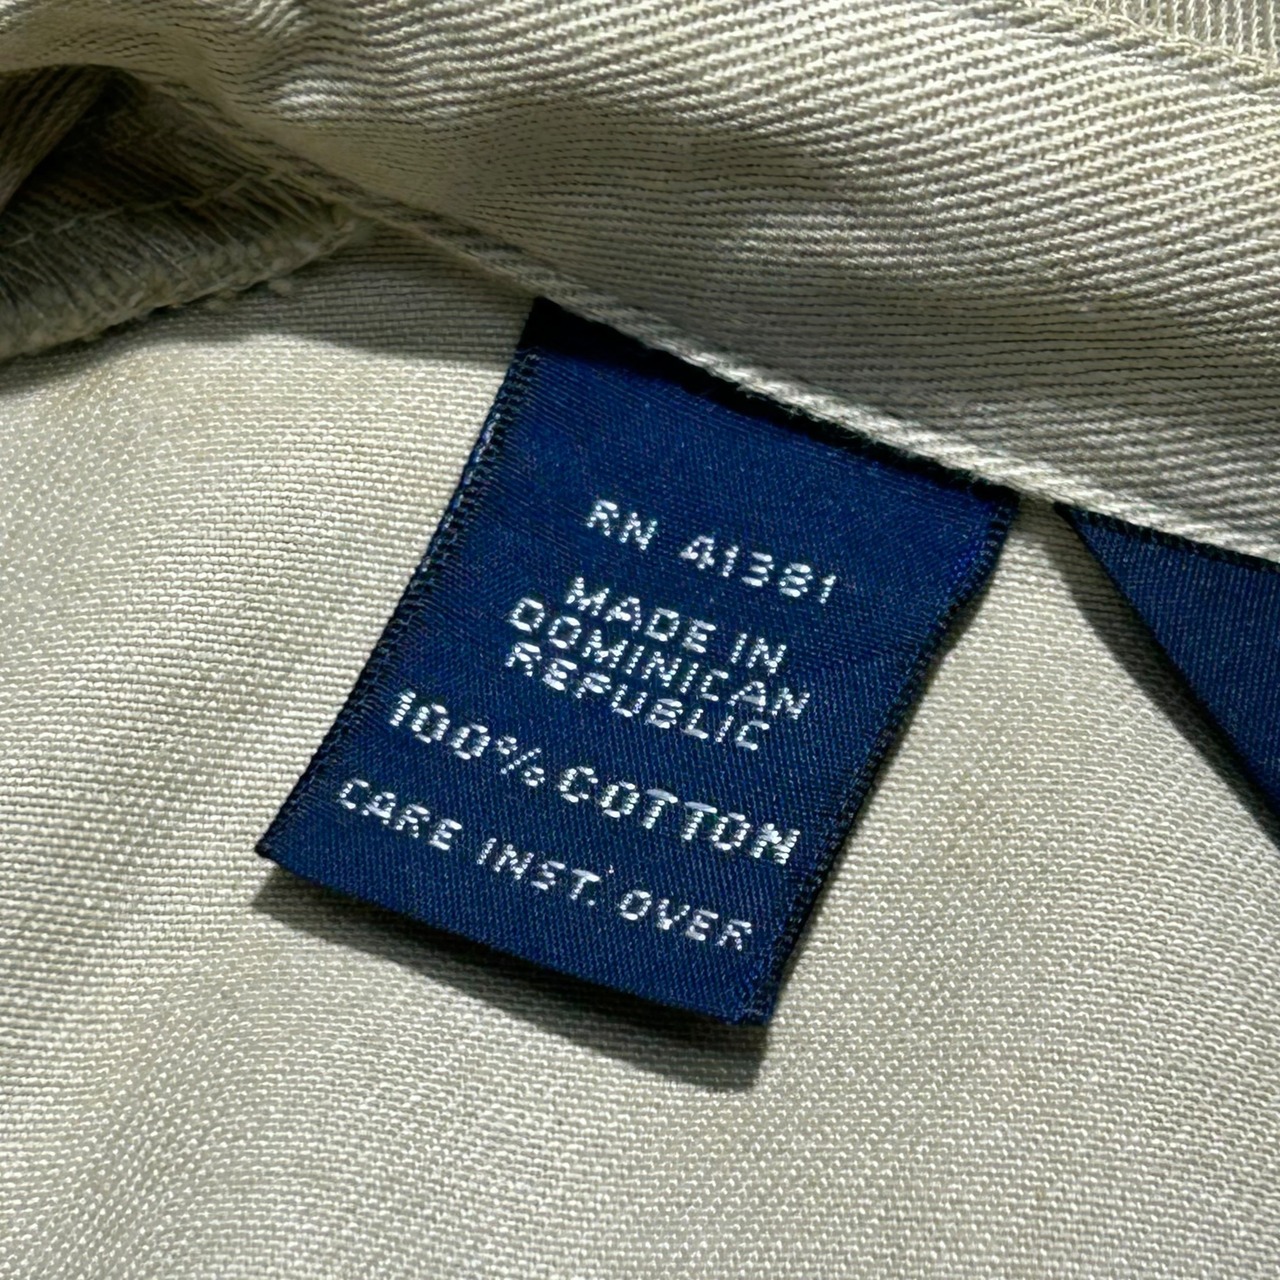 RN 41381
MADE IN
DOMINICAN
REPUBLIC
100% COTTON
CARE INST. OVER